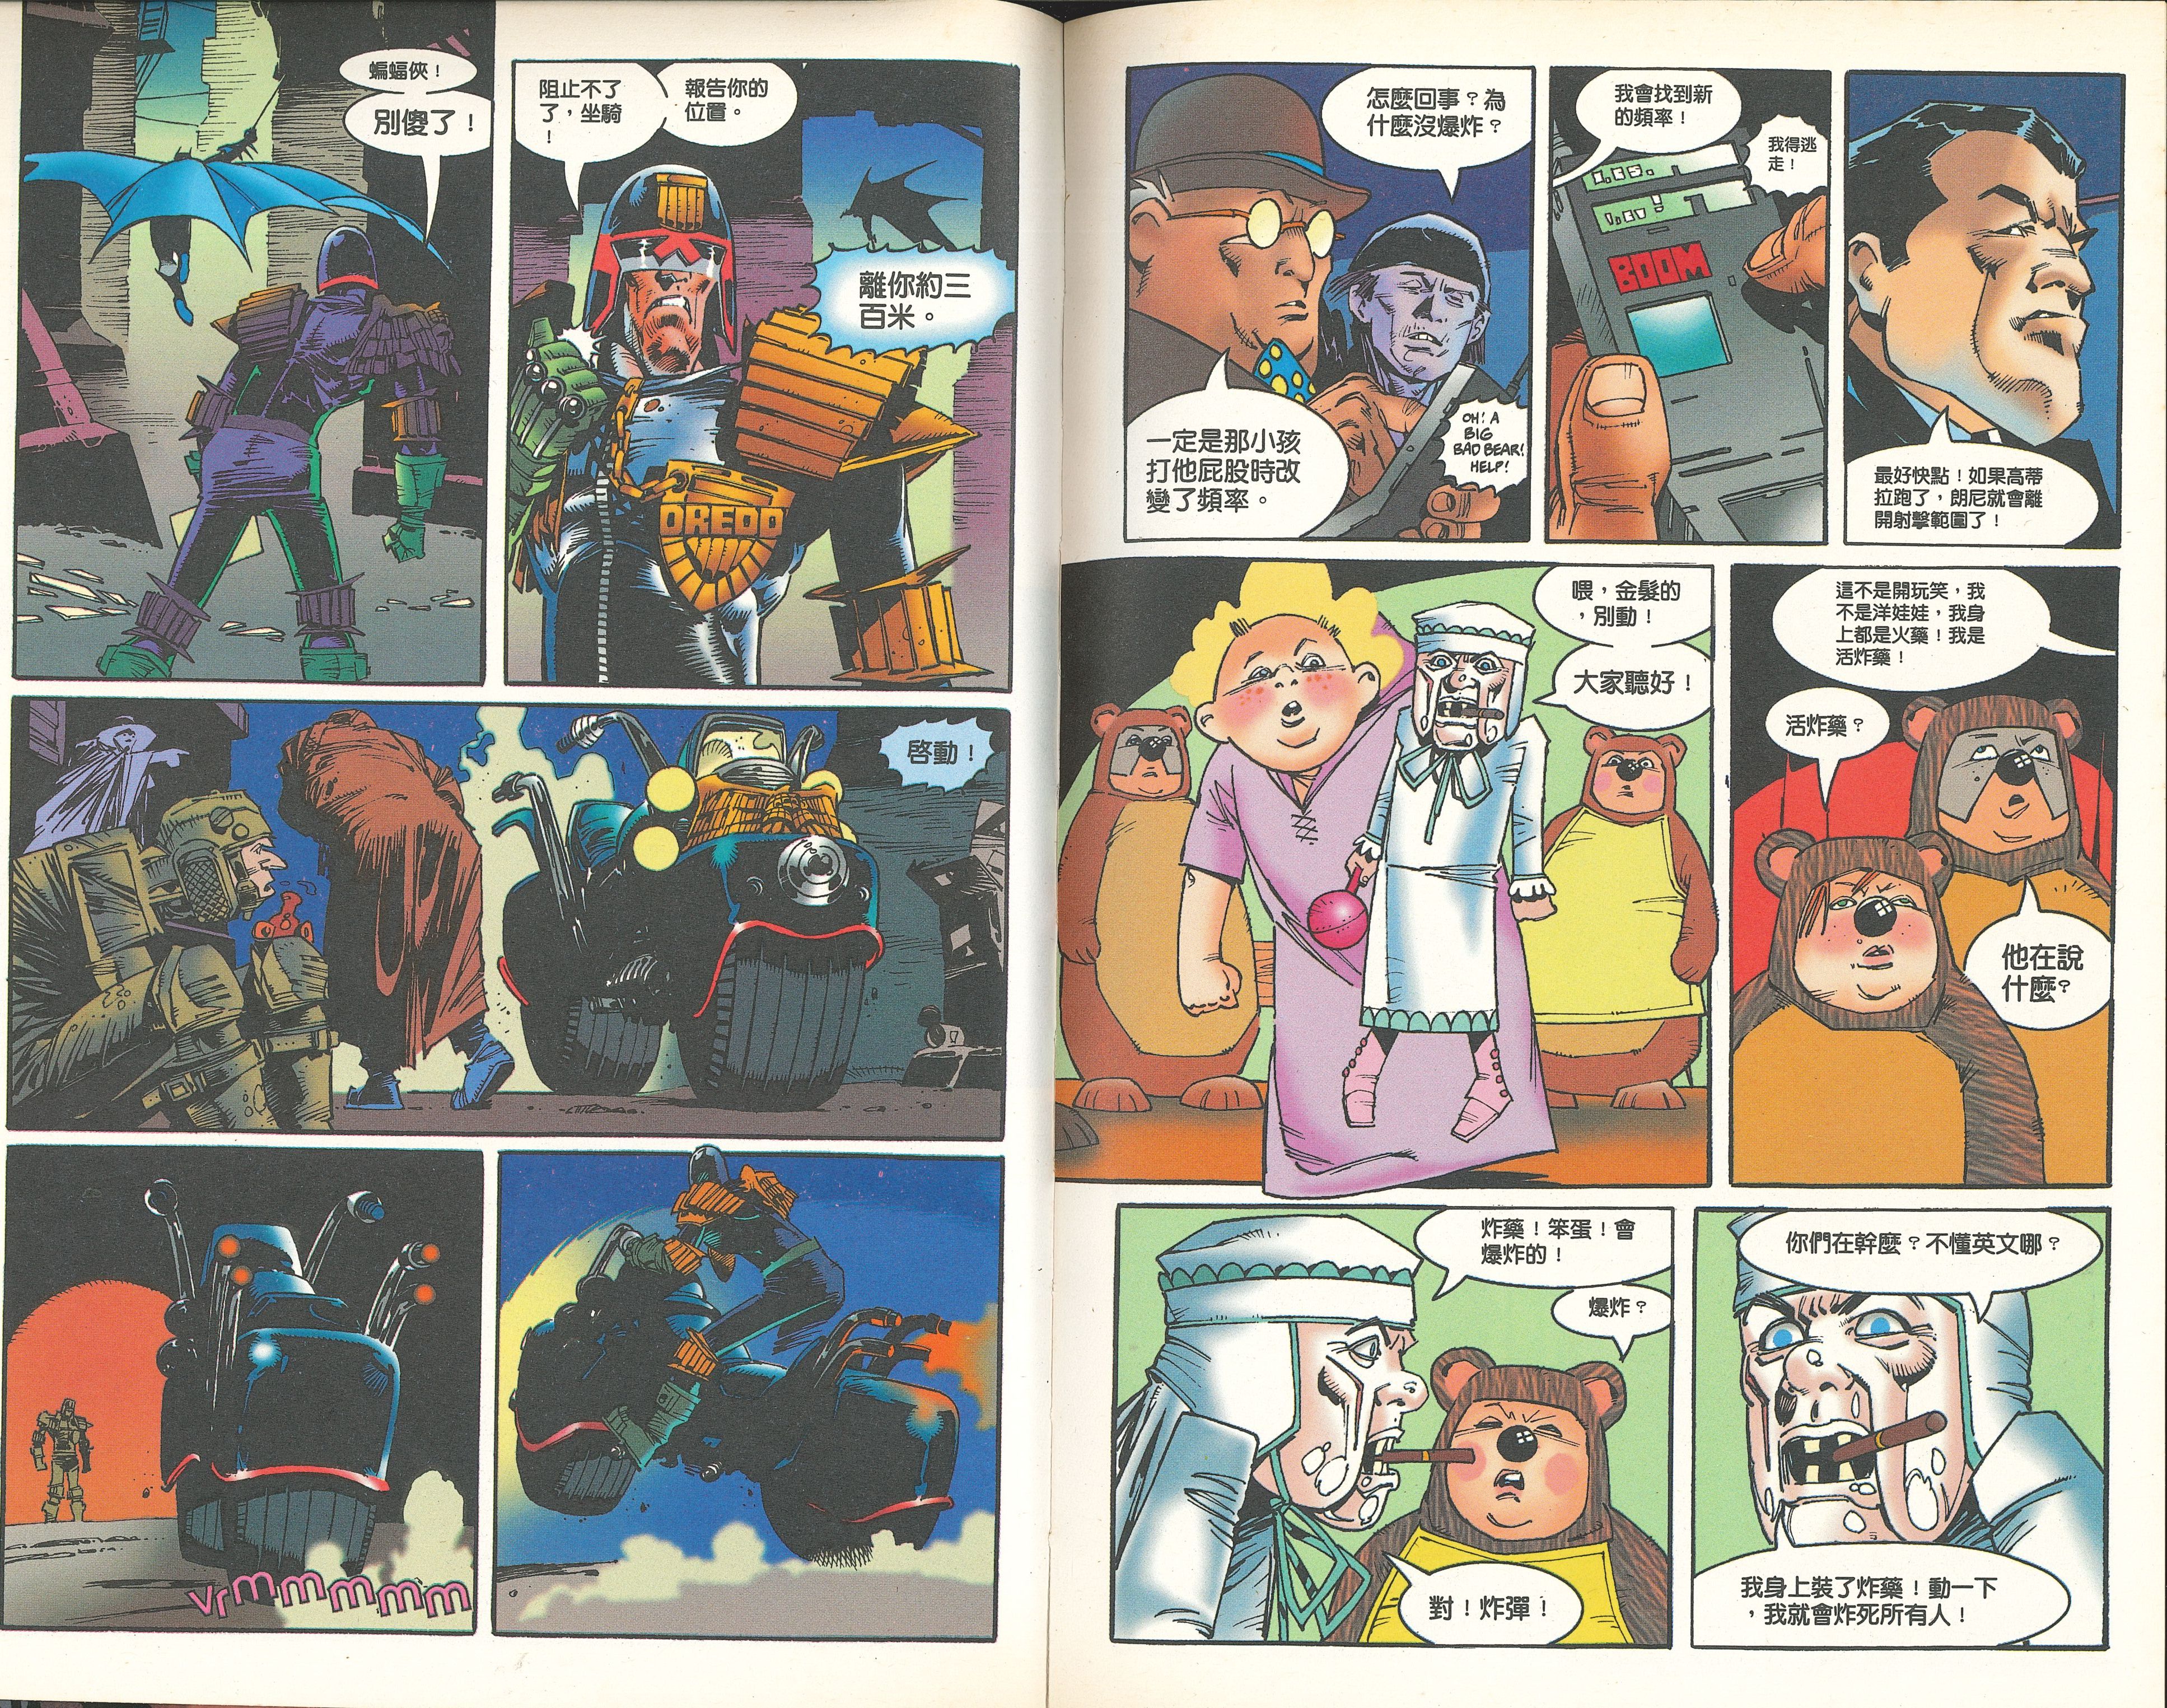 蝙蝠俠！
別傻了！
阻止不了
了，坐騎
！
報告你的
位置。
離你約三
百米。
DREDD
啓動！
vrmmmmmm
怎麼回事？為
什麼沒爆炸？
一定是那小孩
打他屁股時改
變了頻率。
OH! A
BIG
BAD BEAR!
HELP!
我會找到新
的頻率！
我得逃
走！
BOOM
最好快點！如果高蒂
拉跑了，朗尼就會離
開射擊範圍了！
喂，金髮的
，別動！
大家聽好！
這不是開玩笑，我
不是洋娃娃，我身
上都是火藥！我是
活炸藥！
活炸藥？
他在說
什麼？
炸藥！笨蛋！會
爆炸的！
爆炸？
對！炸彈！
你們在幹麼？不懂英文哪？
我身上裝了炸藥！動一下
，我就會炸死所有人！